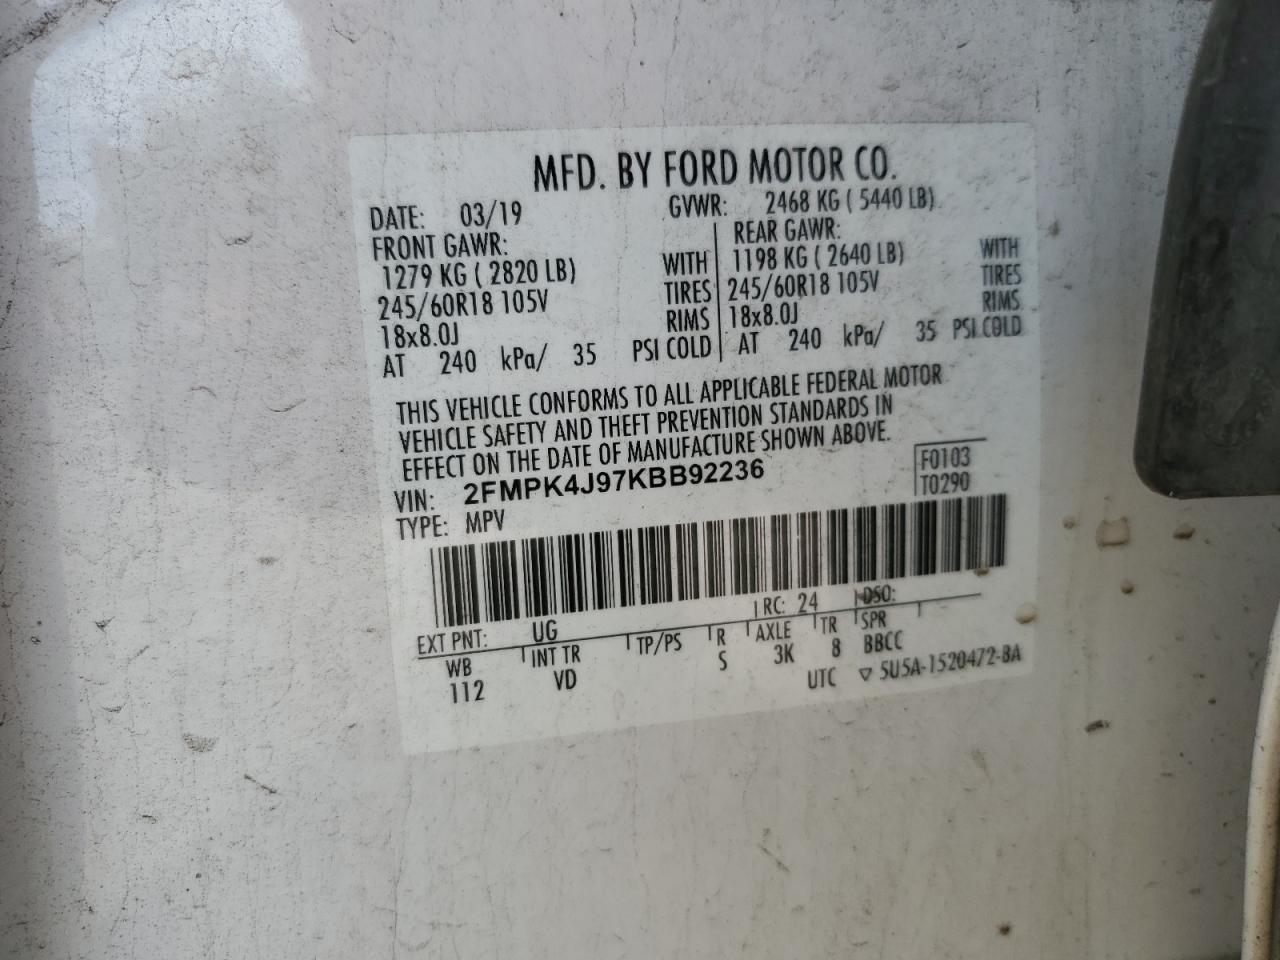 MFD. BY FORD MOTOR CO.
DATE: 03/19 GVWR: 2468 KG ( 5440 LB)
FRONT GAWR: REAR GAWR:
1279 KG ( 2820 LB) WITH 1198 KG ( 2640 LB) WITH
245/60R18 105V TIRES 245/60R18 105V TIRES
18x8.0J RIMS 18x8.0J RIMS
AT 240 kPa/ 35 PSI COLD AT 240 kPa/ 35 PSI COLD
THIS VEHICLE CONFORMS TO ALL APPLICABLE FEDERAL MOTOR
VEHICLE SAFETY AND THEFT PREVENTION STANDARDS IN
EFFECT ON THE DATE OF MANUFACTURE SHOWN ABOVE.
VIN: 2FMPK4J97KBB92236 F0103
TYPE: MPV T0290
EXT PNT: UG RC: 24 DSO:
WB INT TR TP/PS R AXLE TR SPR
112 VD S 3K 8 BBCC
UTC ▽ 5U5A-1520472-BA